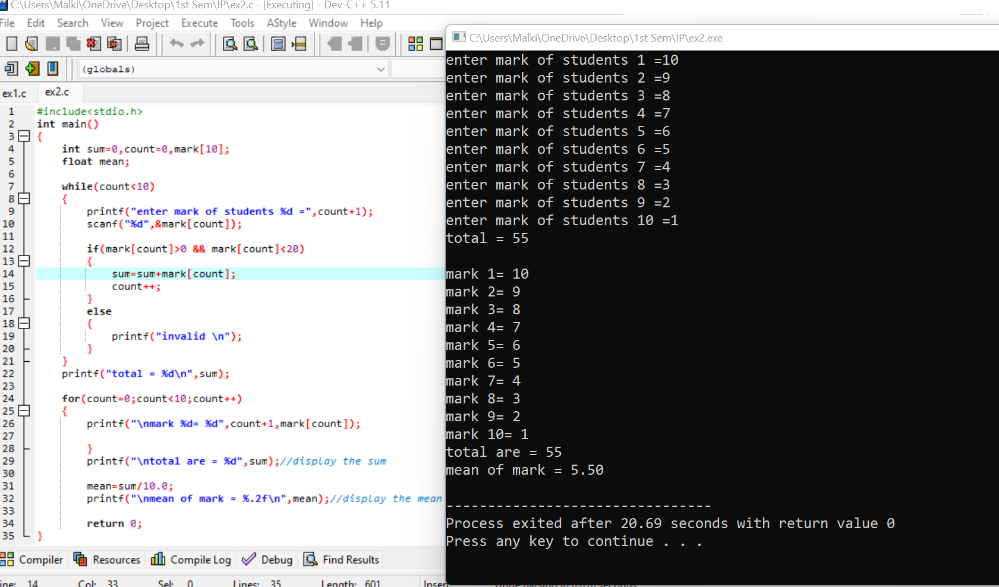 C:\Users\Malki\OneDrive\Desktop\1st Sem\IP\ex2.c - [Executing] - Dev-C++ 5.11
File Edit Search View Project Execute Tools AStyle Window Help
(globals)
ex1.c ex2.c
1 #include<stdio.h>
2 int main()
3 {
4 int sum=0,count=0,mark[10];
5 float mean;
6
7 while(count<10)
8 {
9 printf("enter mark of students %d =",count+1);
10 scanf("%d",&mark[count]);
11
12 if(mark[count]>0 && mark[count]<20)
13 {
14 sum=sum+mark[count];
15 count++;
16 }
17 else
18 {
19 printf("invalid \n");
20 }
21 }
22 printf("total = %d\n",sum);
23
24 for(count=0;count<10;count++)
25 {
26 printf("\nmark %d= %d",count+1,mark[count]);
27
28 }
29 printf("\ntotal are = %d",sum);//display the sum
30
31 mean=sum/10.0;
32 printf("\nmean of mark = %.2f\n",mean);//display the mean
33
34 return 0;
35 }
Compiler Resources Compile Log Debug Find Results
Line: 14 Col: 33 Sel: 0 Lines: 35 Length: 601 Insert
C:\Users\Malki\OneDrive\Desktop\1st Sem\IP\ex2.exe
enter mark of students 1 =10
enter mark of students 2 =9
enter mark of students 3 =8
enter mark of students 4 =7
enter mark of students 5 =6
enter mark of students 6 =5
enter mark of students 7 =4
enter mark of students 8 =3
enter mark of students 9 =2
enter mark of students 10 =1
total = 55
mark 1= 10
mark 2= 9
mark 3= 8
mark 4= 7
mark 5= 6
mark 6= 5
mark 7= 4
mark 8= 3
mark 9= 2
mark 10= 1
total are = 55
mean of mark = 5.50
--------------------------------
Process exited after 20.69 seconds with return value 0
Press any key to continue . . .